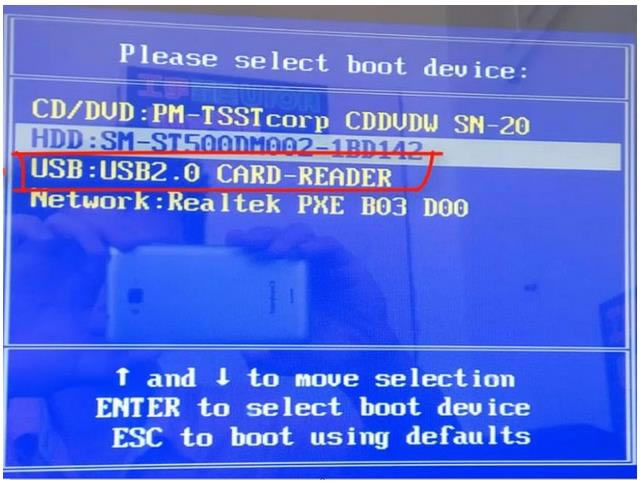 Please select boot device:
CD/DVD:PM-TSSTcorp CDDVDW SN-20
HDD:SM-ST500DM002-1BD142
USB:USB2.0 CARD-READER
Network:Realtek PXE B03 D00
↑ and ↓ to move selection
ENTER to select boot device
ESC to boot using defaults